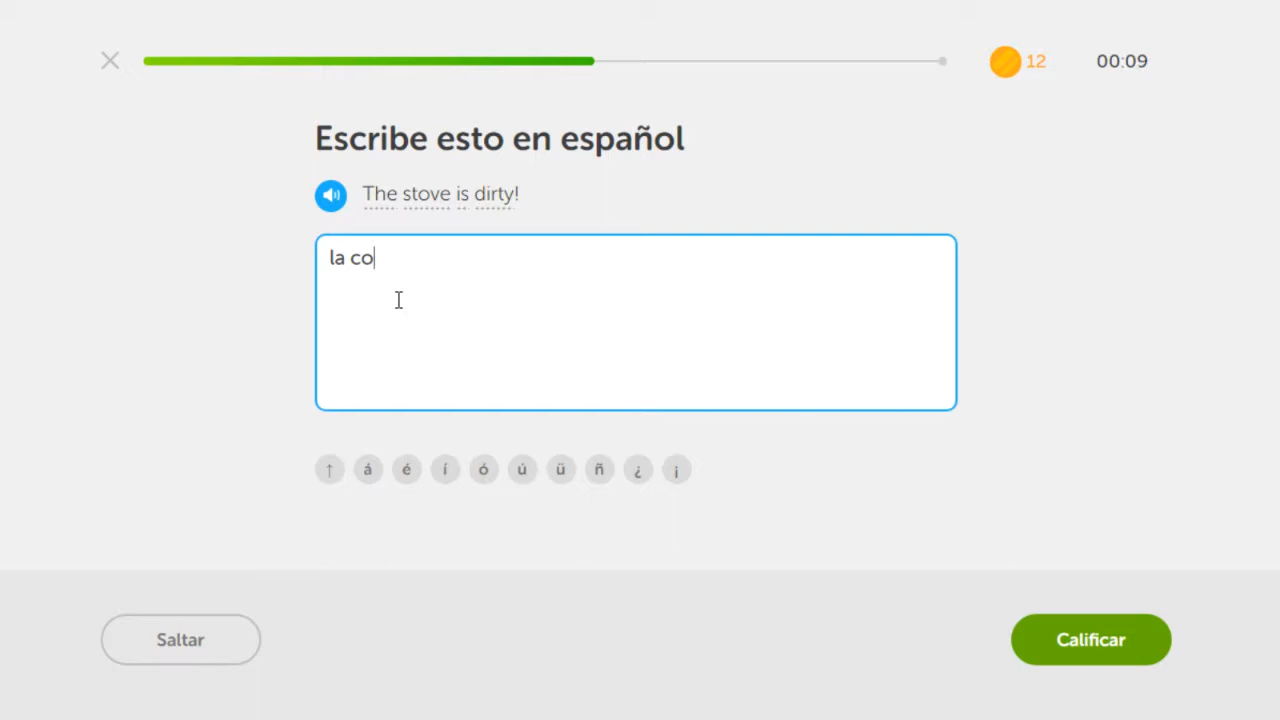 12
00:09
Escribe esto en español
The stove is dirty!
la co
↑ á é í ó ú ü ñ ¿ ¡
Saltar
Calificar